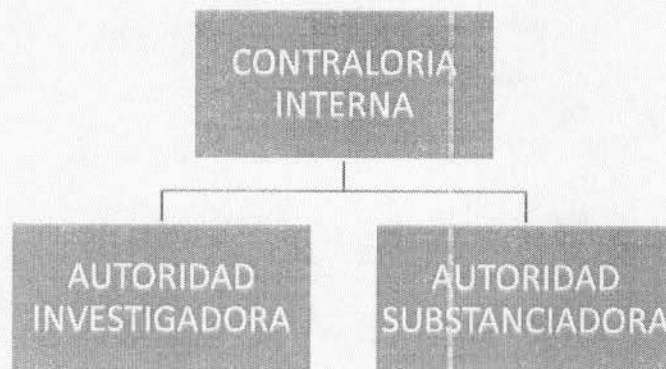 CONTRALORIA
INTERNA
AUTORIDAD
INVESTIGADORA
AUTORIDAD
SUBSTANCIADORA